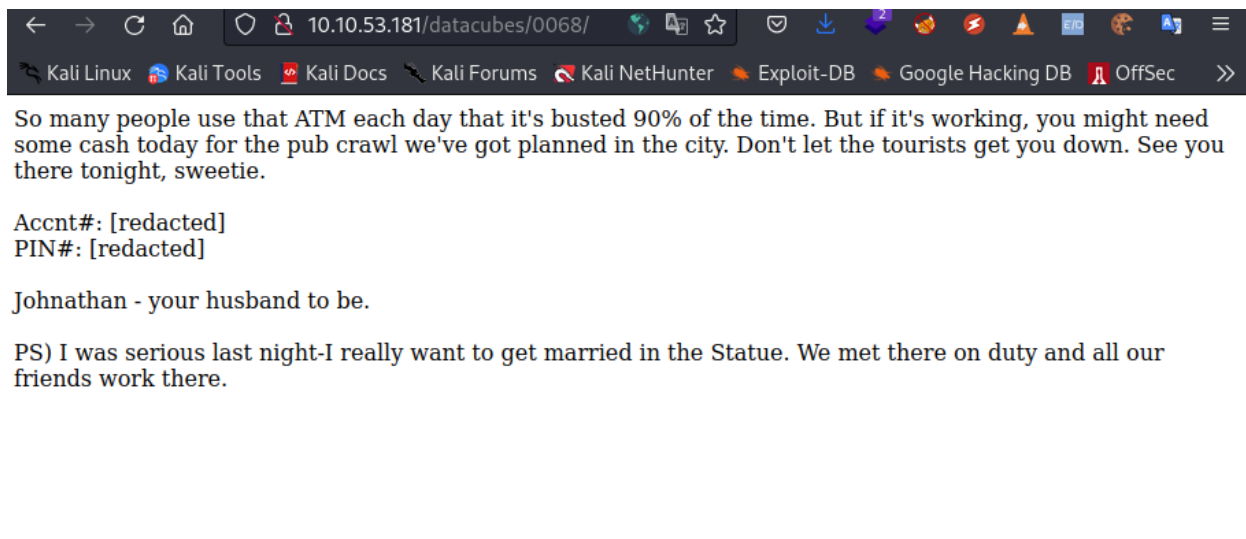 10.10.53.181/datacubes/0068/
2
E/D
Kali Linux Kali Tools Kali Docs Kali Forums Kali NetHunter Exploit-DB Google Hacking DB OffSec
So many people use that ATM each day that it's busted 90% of the time. But if it's working, you might need
some cash today for the pub crawl we've got planned in the city. Don't let the tourists get you down. See you
there tonight, sweetie.
Accnt#: [redacted]
PIN#: [redacted]
Johnathan - your husband to be.
PS) I was serious last night-I really want to get married in the Statue. We met there on duty and all our
friends work there.